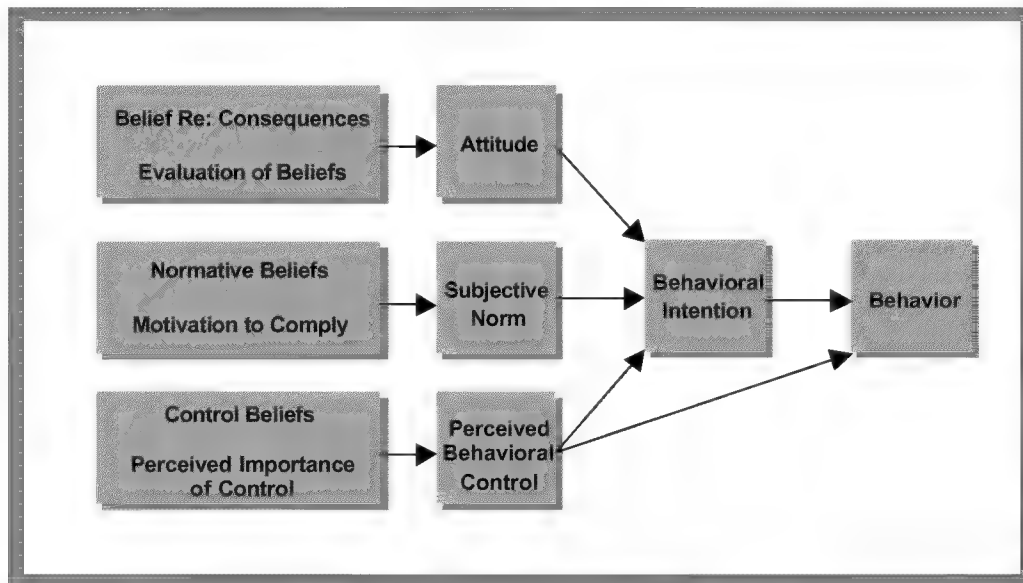 Belief Re: Consequences
Evaluation of Beliefs
Attitude
Normative Beliefs
Motivation to Comply
Subjective
Norm
Behavioral
Intention
Behavior
Control Beliefs
Perceived Importance
of Control
Perceived
Behavioral
Control